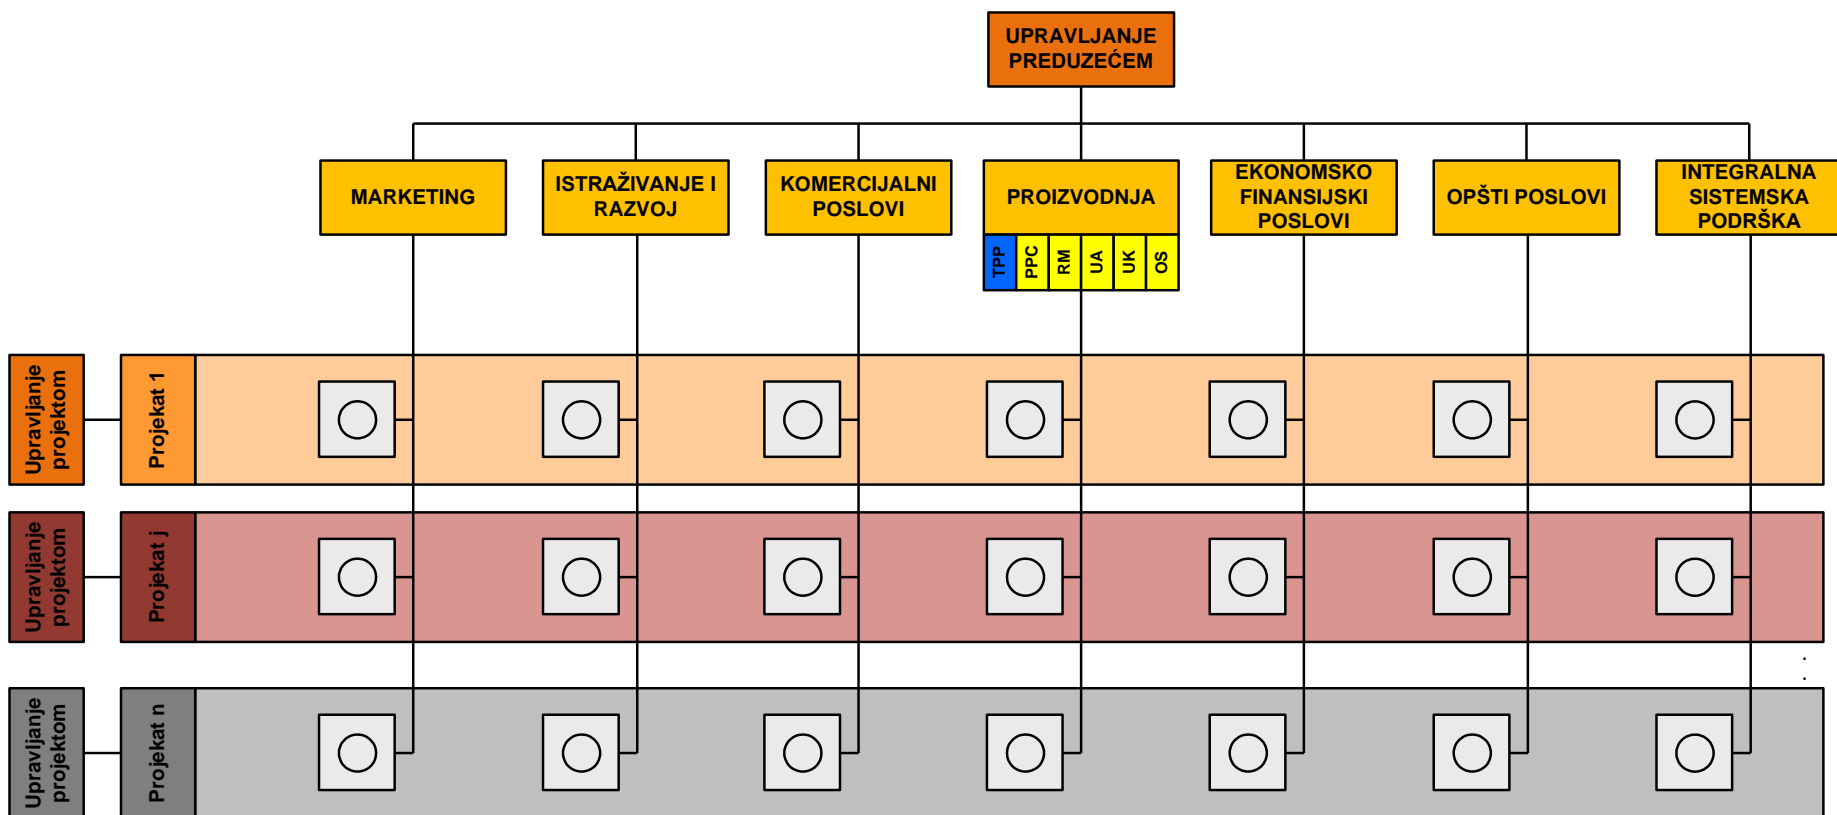 UPRAVLJANJE
PREDUZEĆEM
MARKETING
ISTRAŽIVANJE I
RAZVOJ
KOMERCIJALNI
POSLOVI
PROIZVODNJA
EKONOMSKO
FINANSIJSKI
POSLOVI
OPŠTI POSLOVI
INTEGRALNA
SISTEMSKA
PODRŠKA
TPP
PPC
RM
UA
UK
OS
Upravljanje
projektom
Projekat 1
Upravljanje
projektom
Projekat j
.
.
Upravljanje
projektom
Projekat n